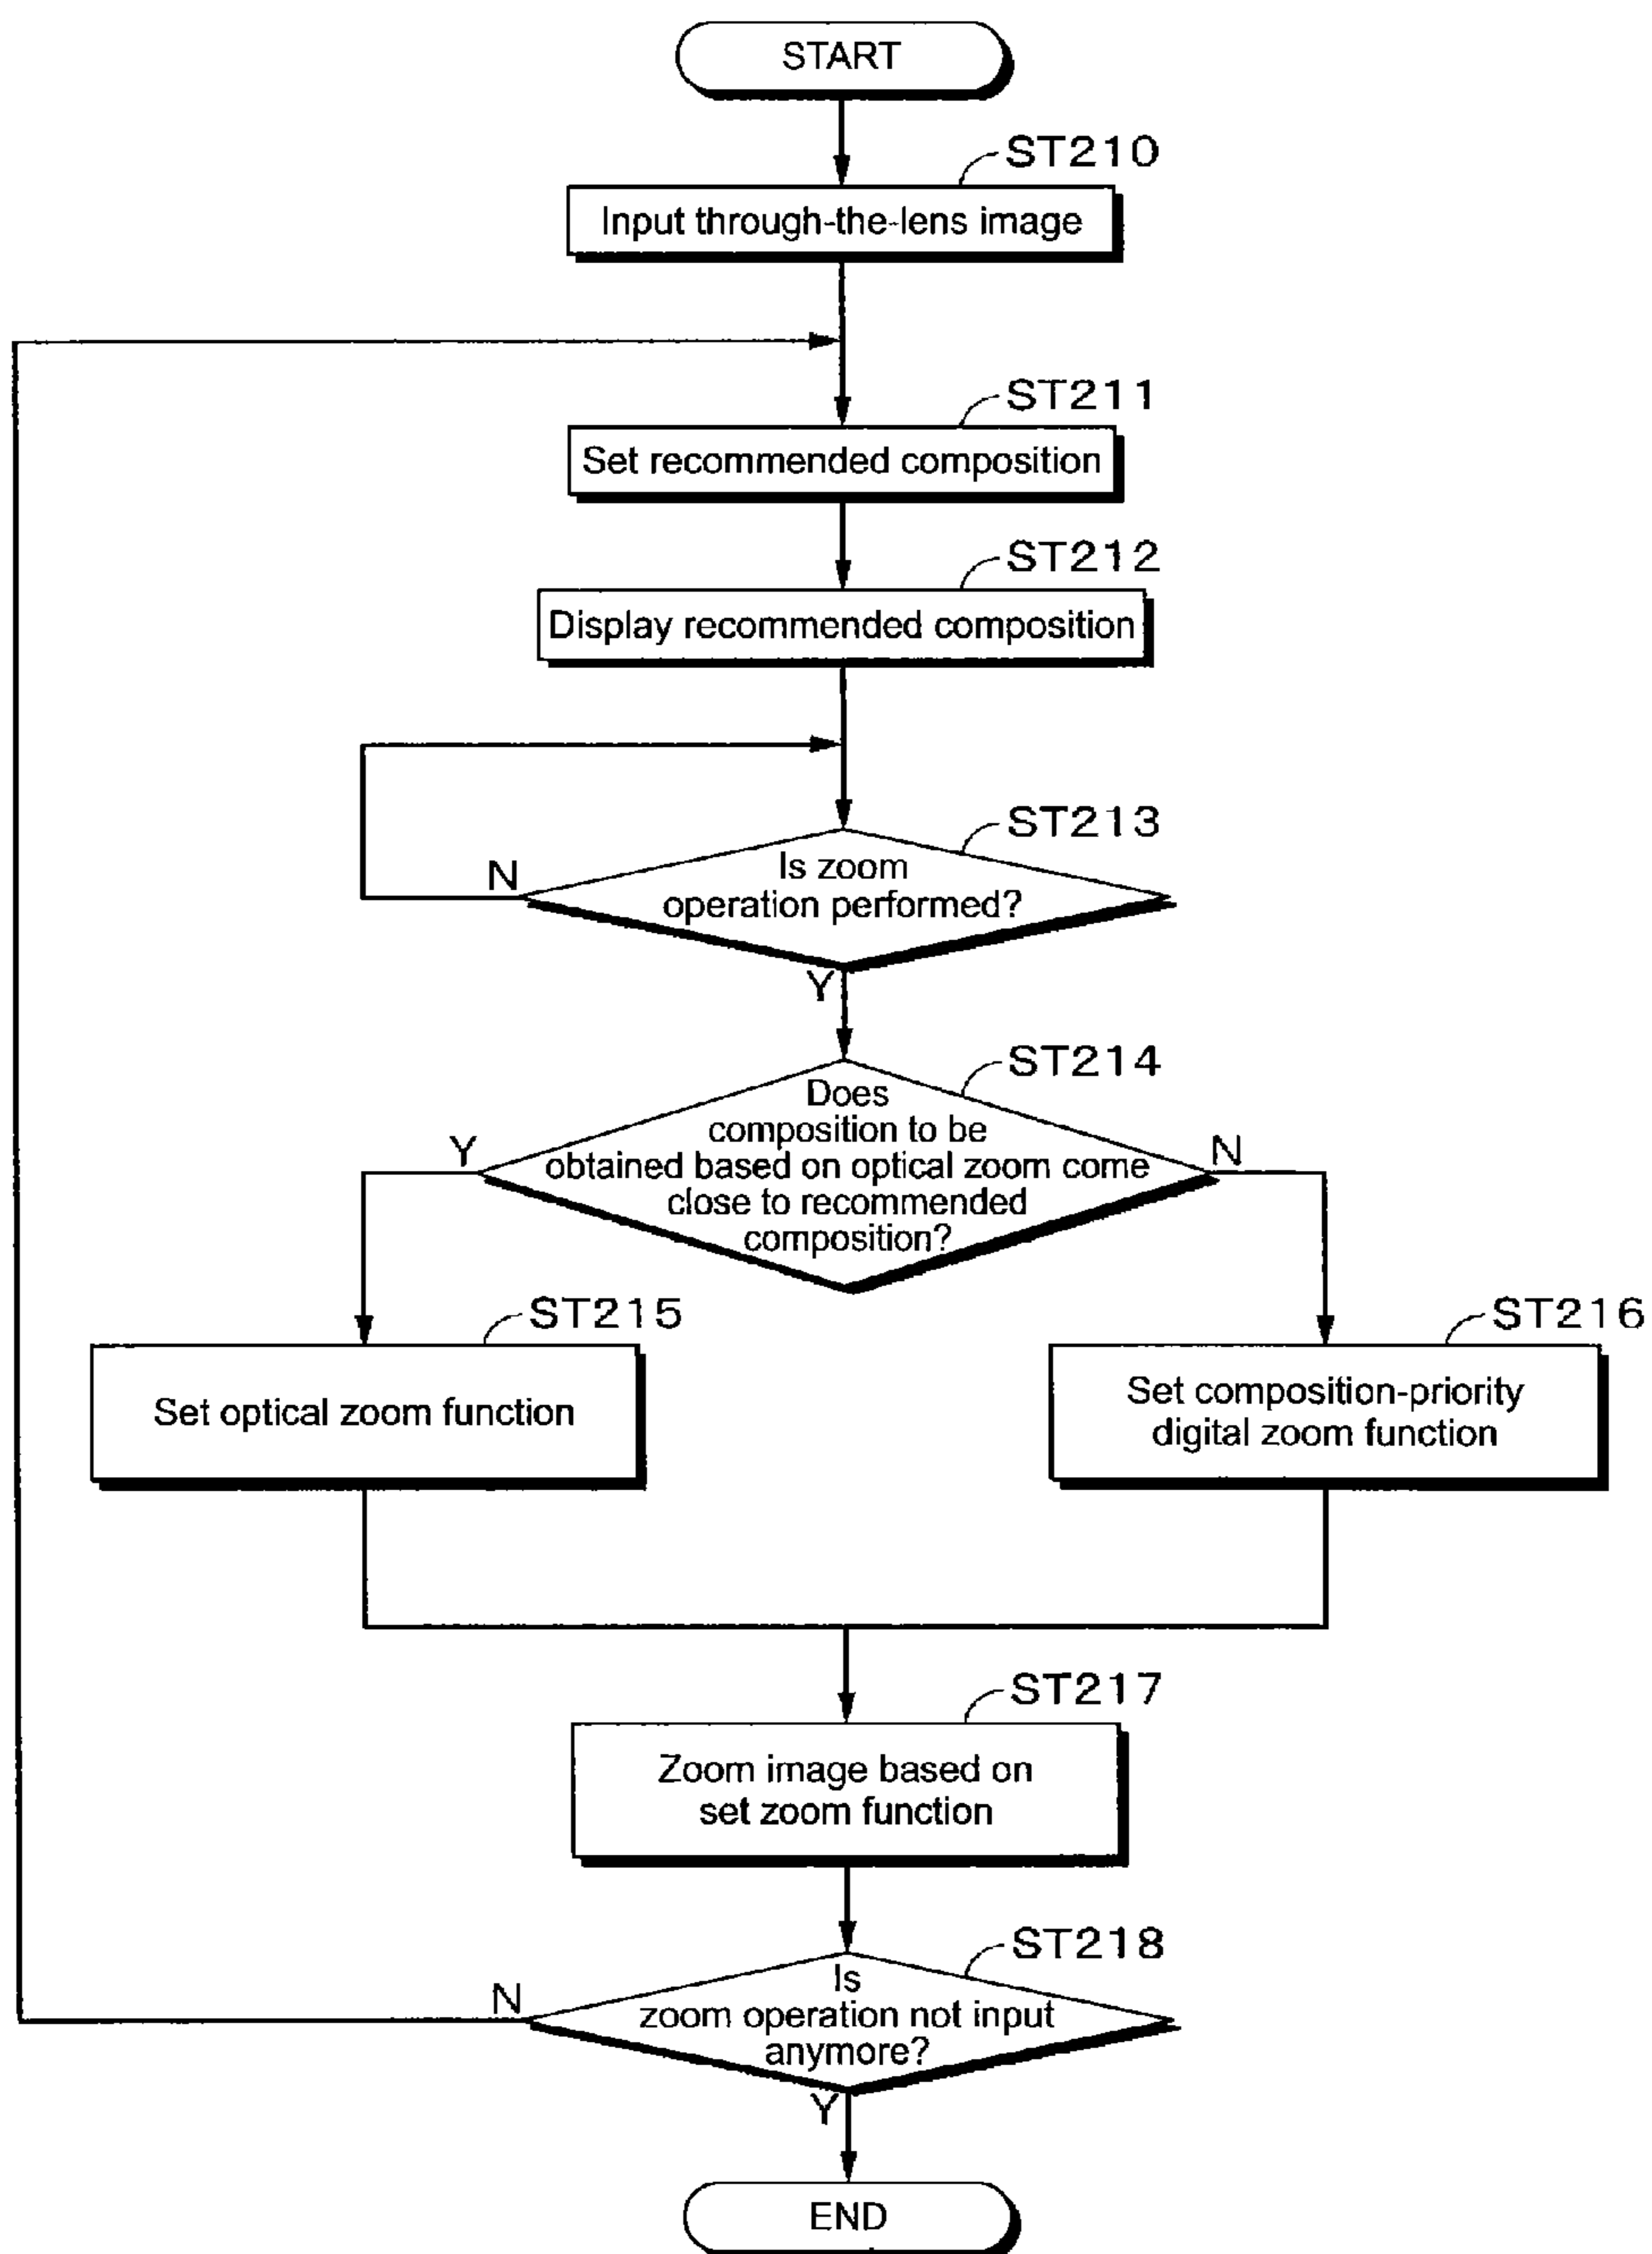 START
ST210
Input through-the-lens image
ST211
Set recommended composition
ST212
Display recommended composition
ST213
Is zoom
operation performed?
N
Y
ST214
Does
composition to be
obtained based on optical zoom come
close to recommended
composition?
Y
N
ST215
Set optical zoom function
ST216
Set composition-priority
digital zoom function
ST217
Zoom image based on
set zoom function
ST218
Is
zoom operation not input
anymore?
N
Y
END